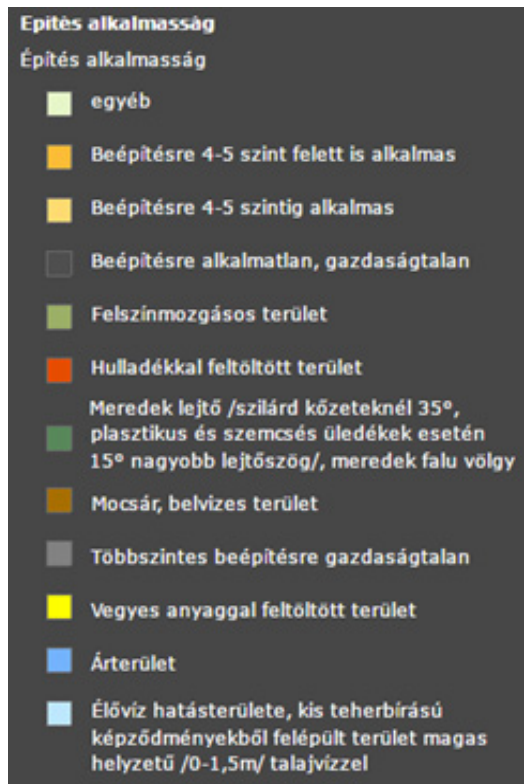 Építés alkalmasság
Építés alkalmasság
egyéb
Beépítésre 4-5 szint felett is alkalmas
Beépítésre 4-5 szintig alkalmas
Beépítésre alkalmatlan, gazdaságtalan
Felszínmozgásos terület
Hulladékkal feltöltött terület
Meredek lejtő /szilárd kőzeteknél 35°,
plasztikus és szemcsés üledékek esetén
15° nagyobb lejtőszög/, meredek falu völgy
Mocsár, belvizes terület
Többszintes beépítésre gazdaságtalan
Vegyes anyaggal feltöltött terület
Árterület
Élővíz hatásterülete, kis teherbírású
képződményekből felépült terület magas
helyzetű /0-1,5m/ talajvízzel